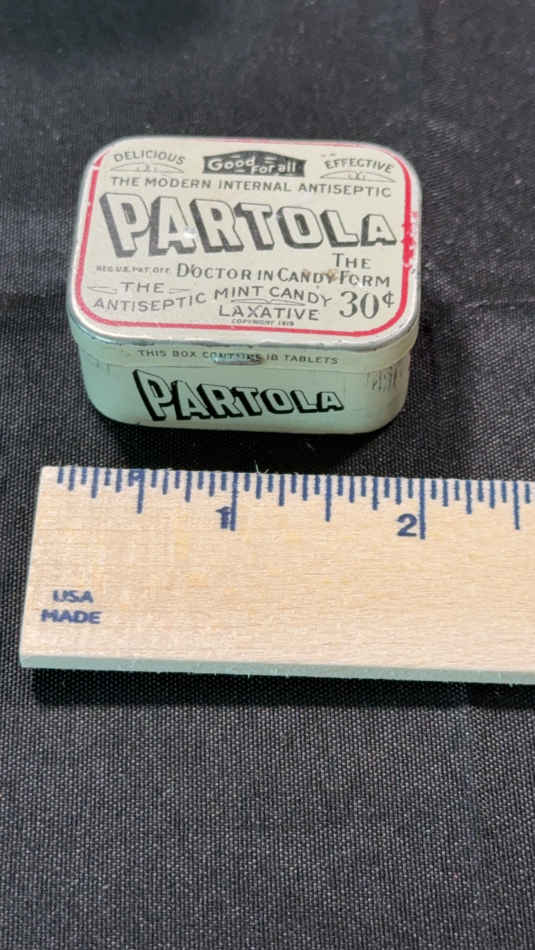 DELICIOUS Good For all EFFECTIVE
THE MODERN INTERNAL ANTISEPTIC
PARTOLA
REG. U.S. PAT. OFF. DOCTOR IN CANDY FORM THE
THE ANTISEPTIC MINT CANDY LAXATIVE 30¢
COPYRIGHT 1919
THIS BOX CONTAINS 18 TABLETS
PARTOLA
1 2
USA
MADE